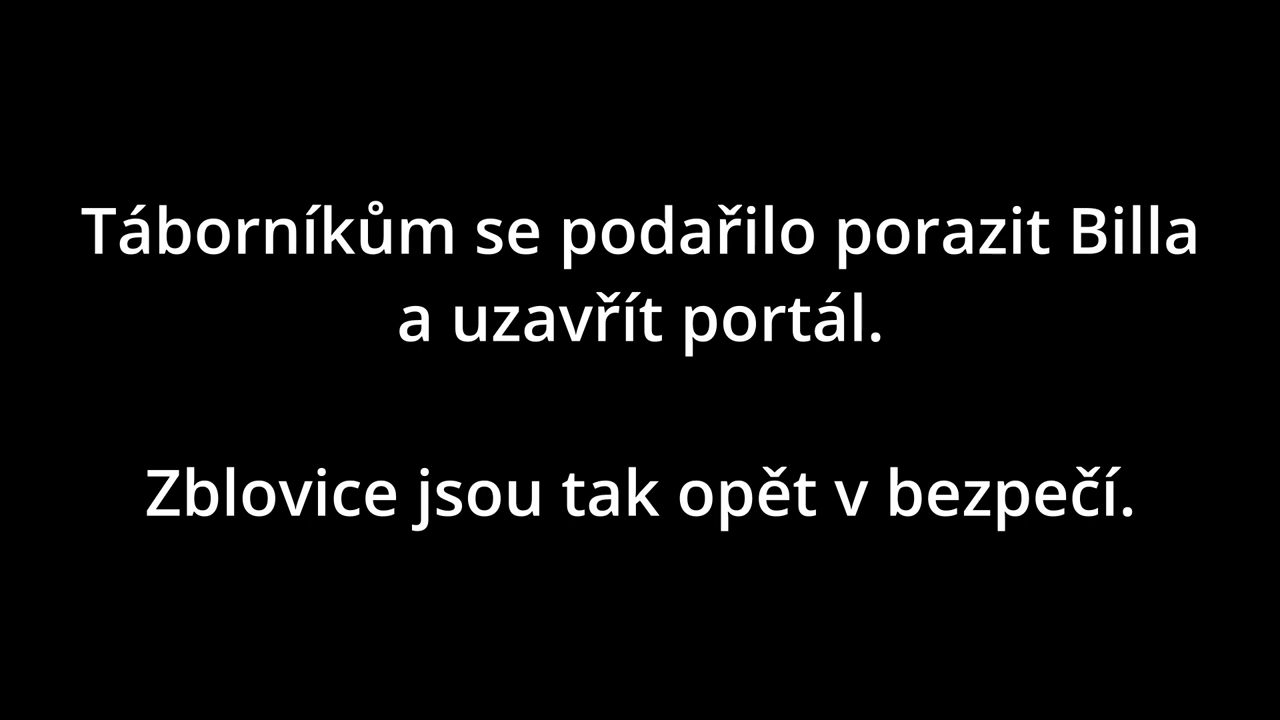 Táborníkům se podařilo porazit Billa
a uzavřít portál.
Zblovice jsou tak opět v bezpečí.